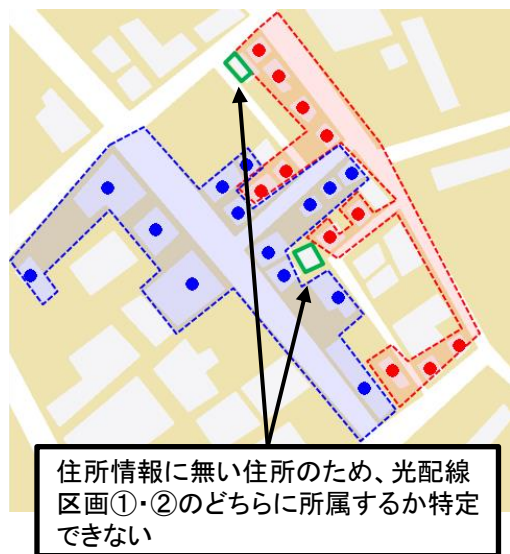 住所情報に無い住所のため、光配線
区画①・②のどちらに所属するか特定
できない